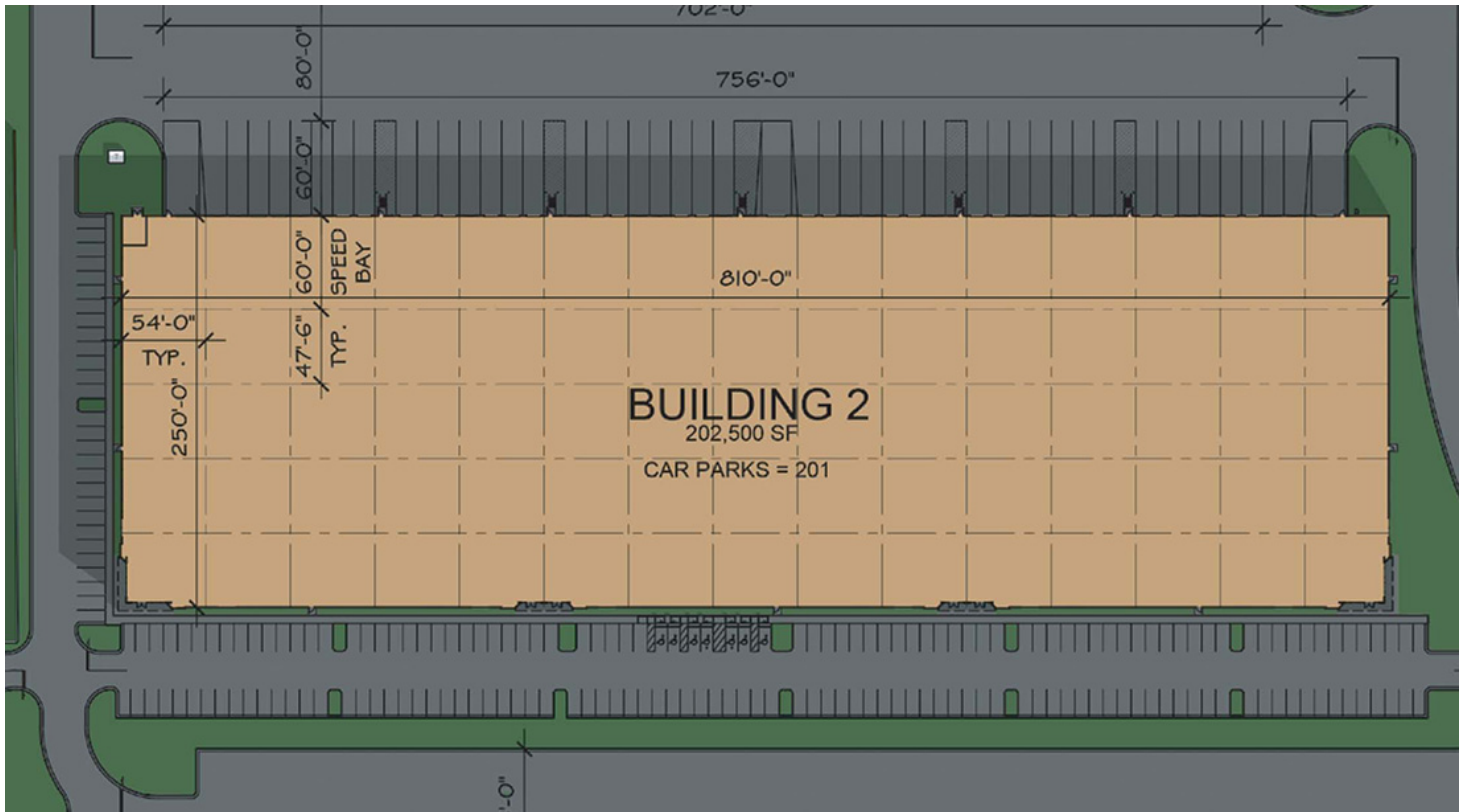 702'-0"
756'-0"
80'-0"
60'-0"
60'-0"
SPEED
BAY
810'-0"
54'-0"
TYP.
47'-6"
TYP.
250'-0"
BUILDING 2
202,500 SF
CAR PARKS = 201
'-0"